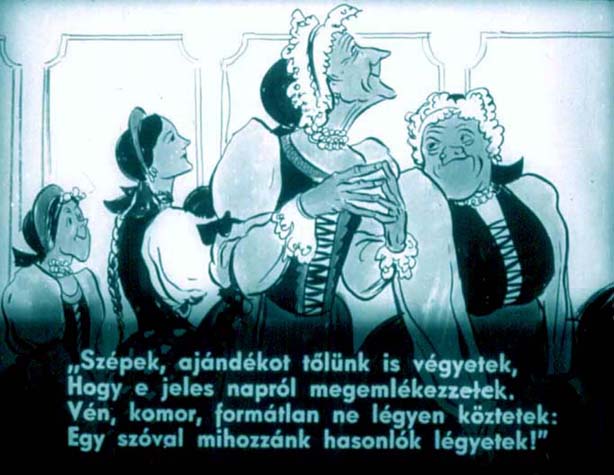 „Szépek, ajándékot tőlünk is végyetek,
Hogy e jeles napról megemlékezzetek.
Vén, komor, formátlan ne légyen köztetek:
Egy szóval mihozzánk hasonlók légyetek!”